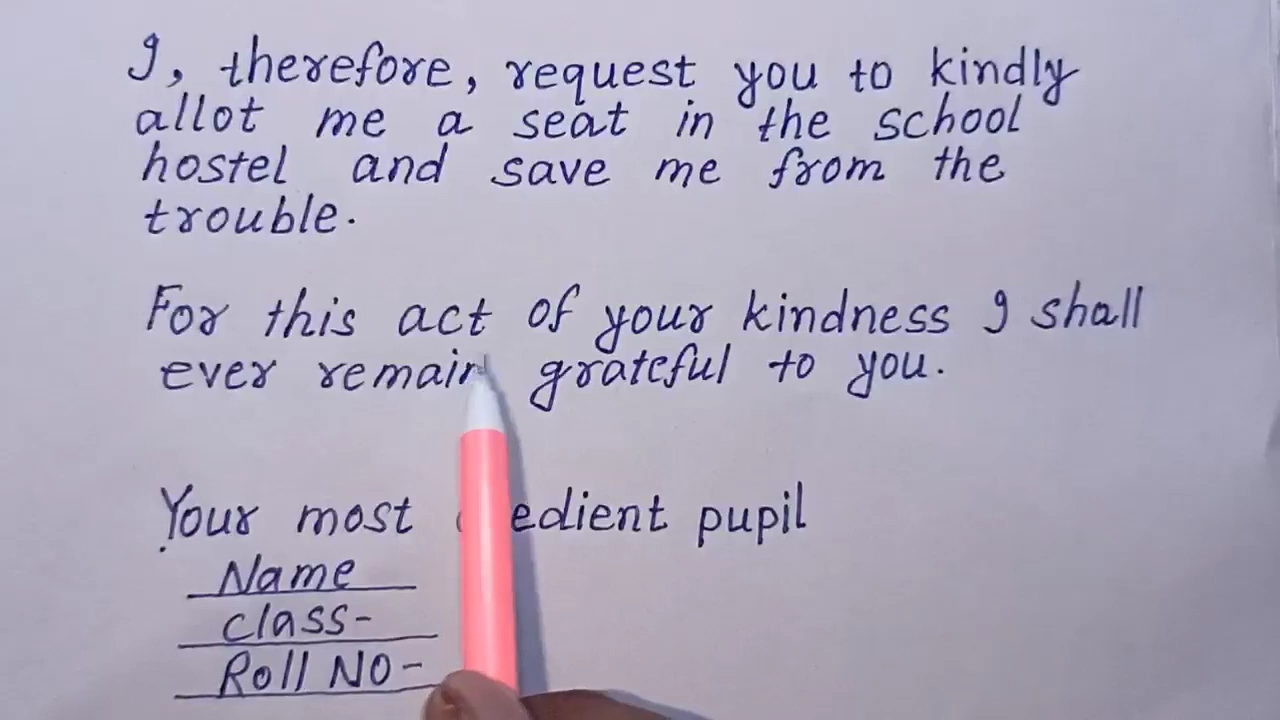 I, therefore, request you to kindly
allot me a seat in the school
hostel and save me from the
trouble.
For this act of your kindness I shall
ever remain grateful to you.
Your most obedient pupil
Name
Class-
Roll NO-